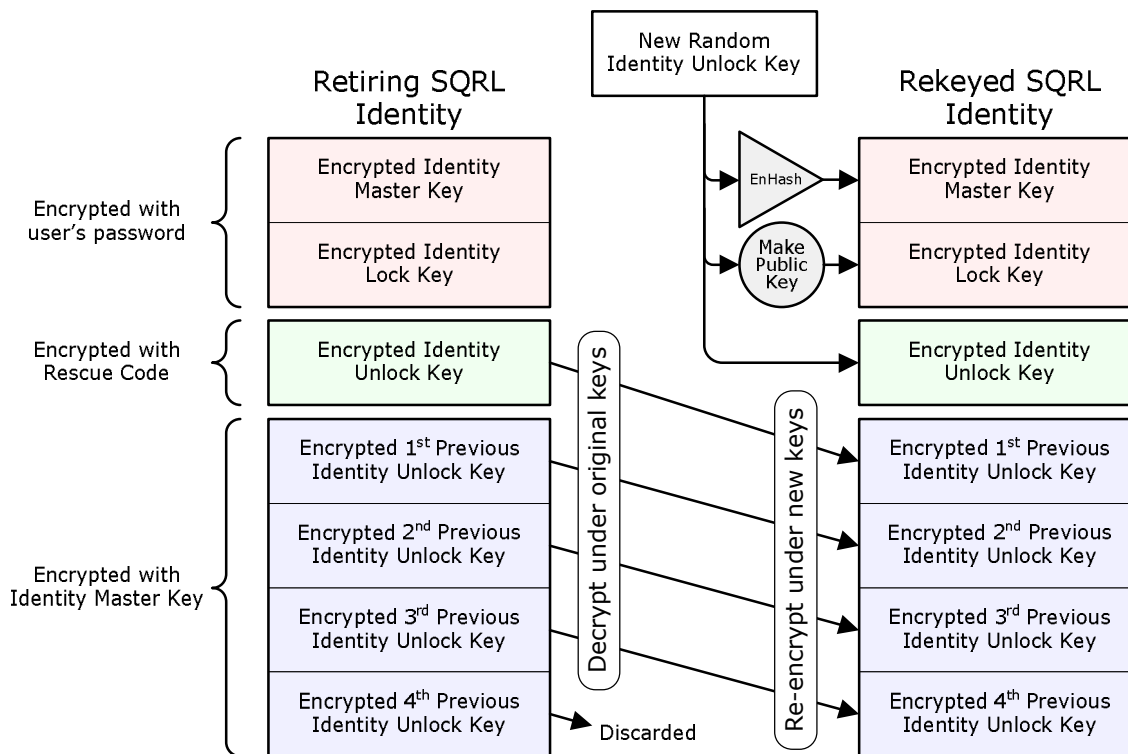 New Random
Identity Unlock Key
Retiring SQRL
Identity
Rekeyed SQRL
Identity
Encrypted with
user’s password
Encrypted Identity
Master Key
Encrypted Identity
Lock Key
EnHash
Make
Public
Key
Encrypted Identity
Master Key
Encrypted Identity
Lock Key
Encrypted with
Rescue Code
Encrypted Identity
Unlock Key
Encrypted Identity
Unlock Key
Decrypt under original keys
Re-encrypt under new keys
Encrypted with
Identity Master Key
Encrypted 1st Previous
Identity Unlock Key
Encrypted 2nd Previous
Identity Unlock Key
Encrypted 3rd Previous
Identity Unlock Key
Encrypted 4th Previous
Identity Unlock Key
Discarded
Encrypted 1st Previous
Identity Unlock Key
Encrypted 2nd Previous
Identity Unlock Key
Encrypted 3rd Previous
Identity Unlock Key
Encrypted 4th Previous
Identity Unlock Key